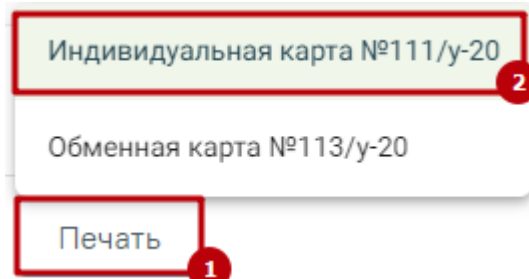 Индивидуальная карта №111/у-20
2
Обменная карта №113/у-20
Печать
1